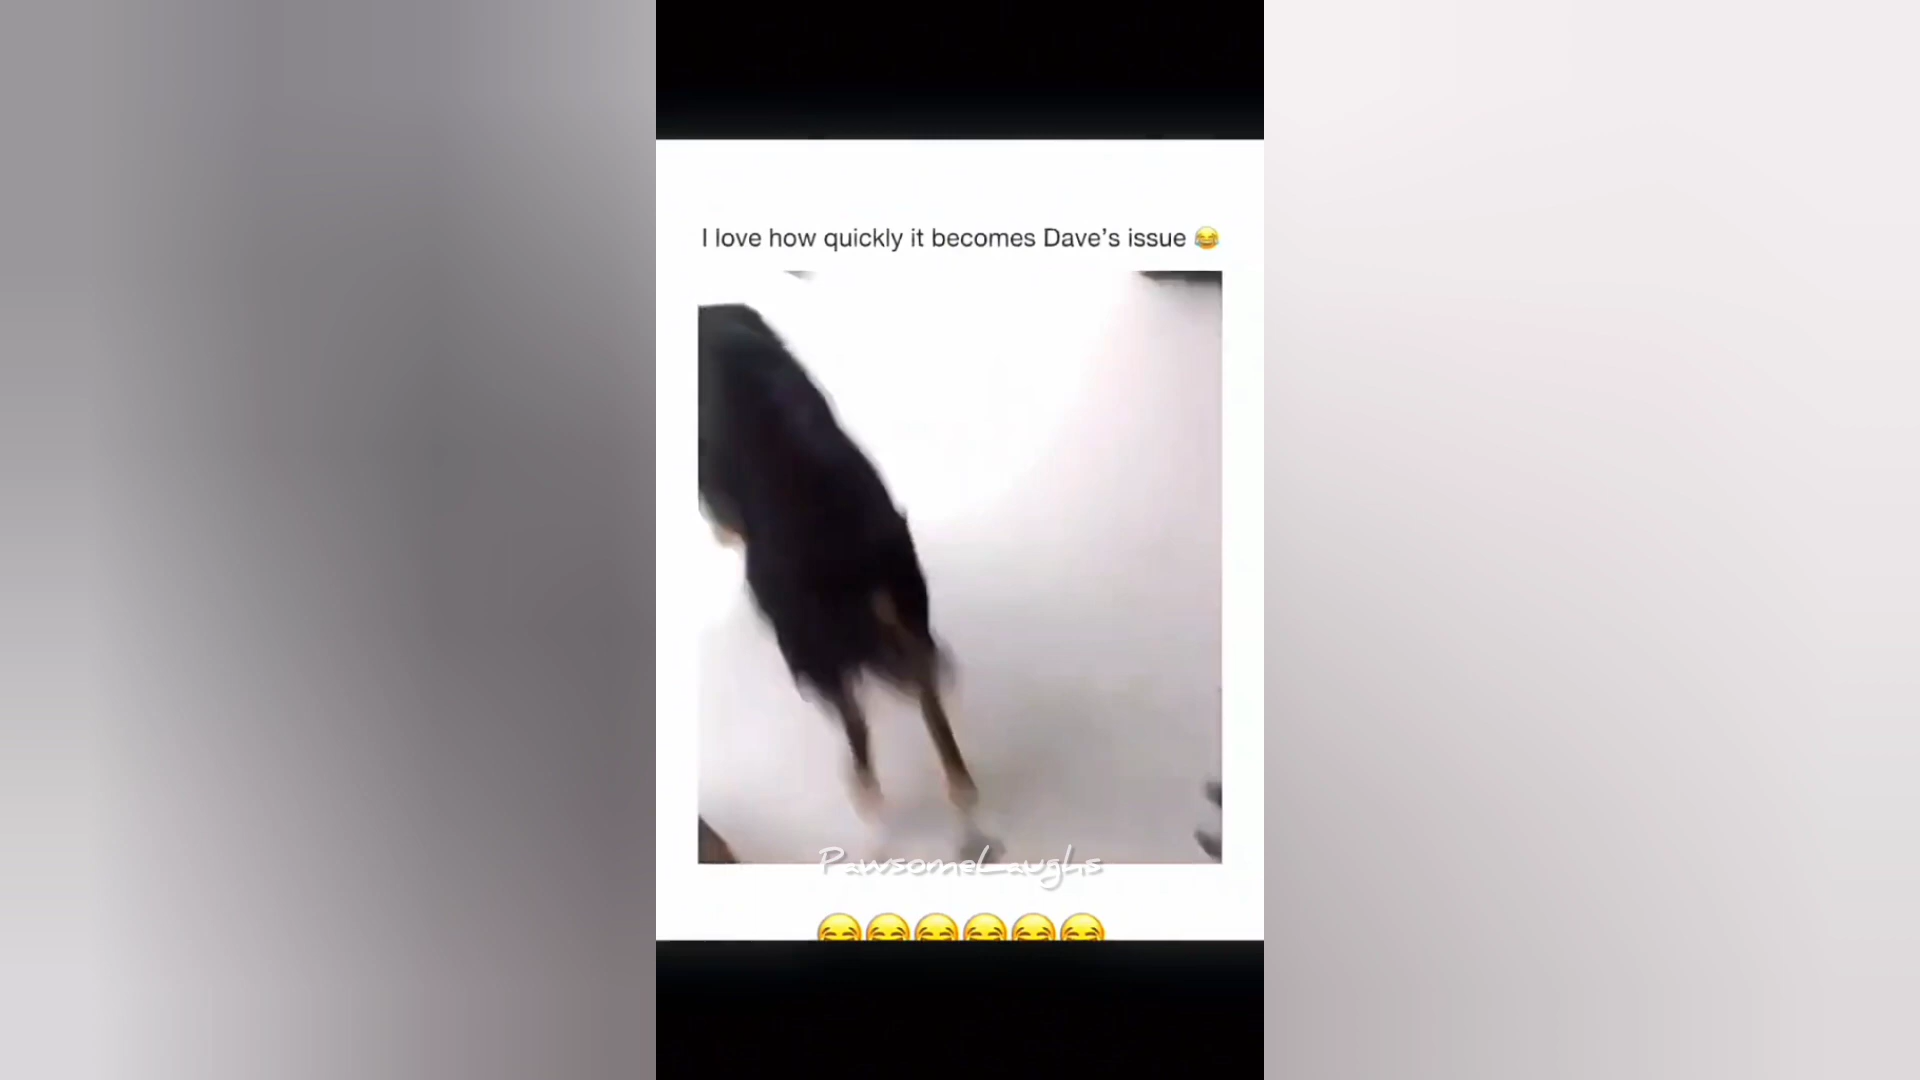 I love how quickly it becomes Dave’s issue 😂
PawsomeLaughs
😂😂😂😂😂😂